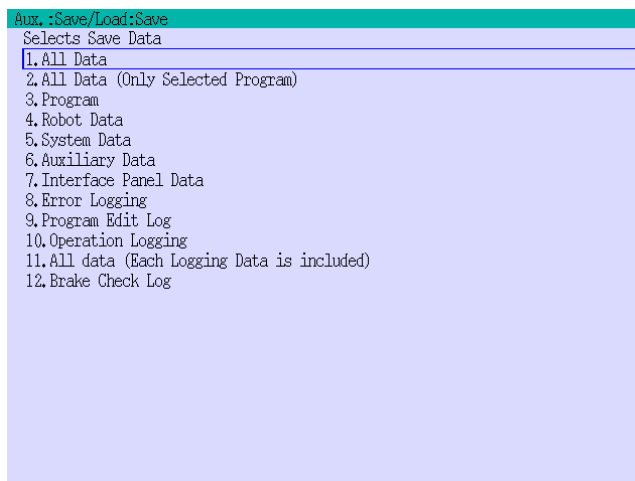 Aux.:Save/Load:Save
Selects Save Data
1.All Data
2.All Data (Only Selected Program)
3.Program
4.Robot Data
5.System Data
6.Auxiliary Data
7.Interface Panel Data
8.Error Logging
9.Program Edit Log
10.Operation Logging
11.All data (Each Logging Data is included)
12.Brake Check Log